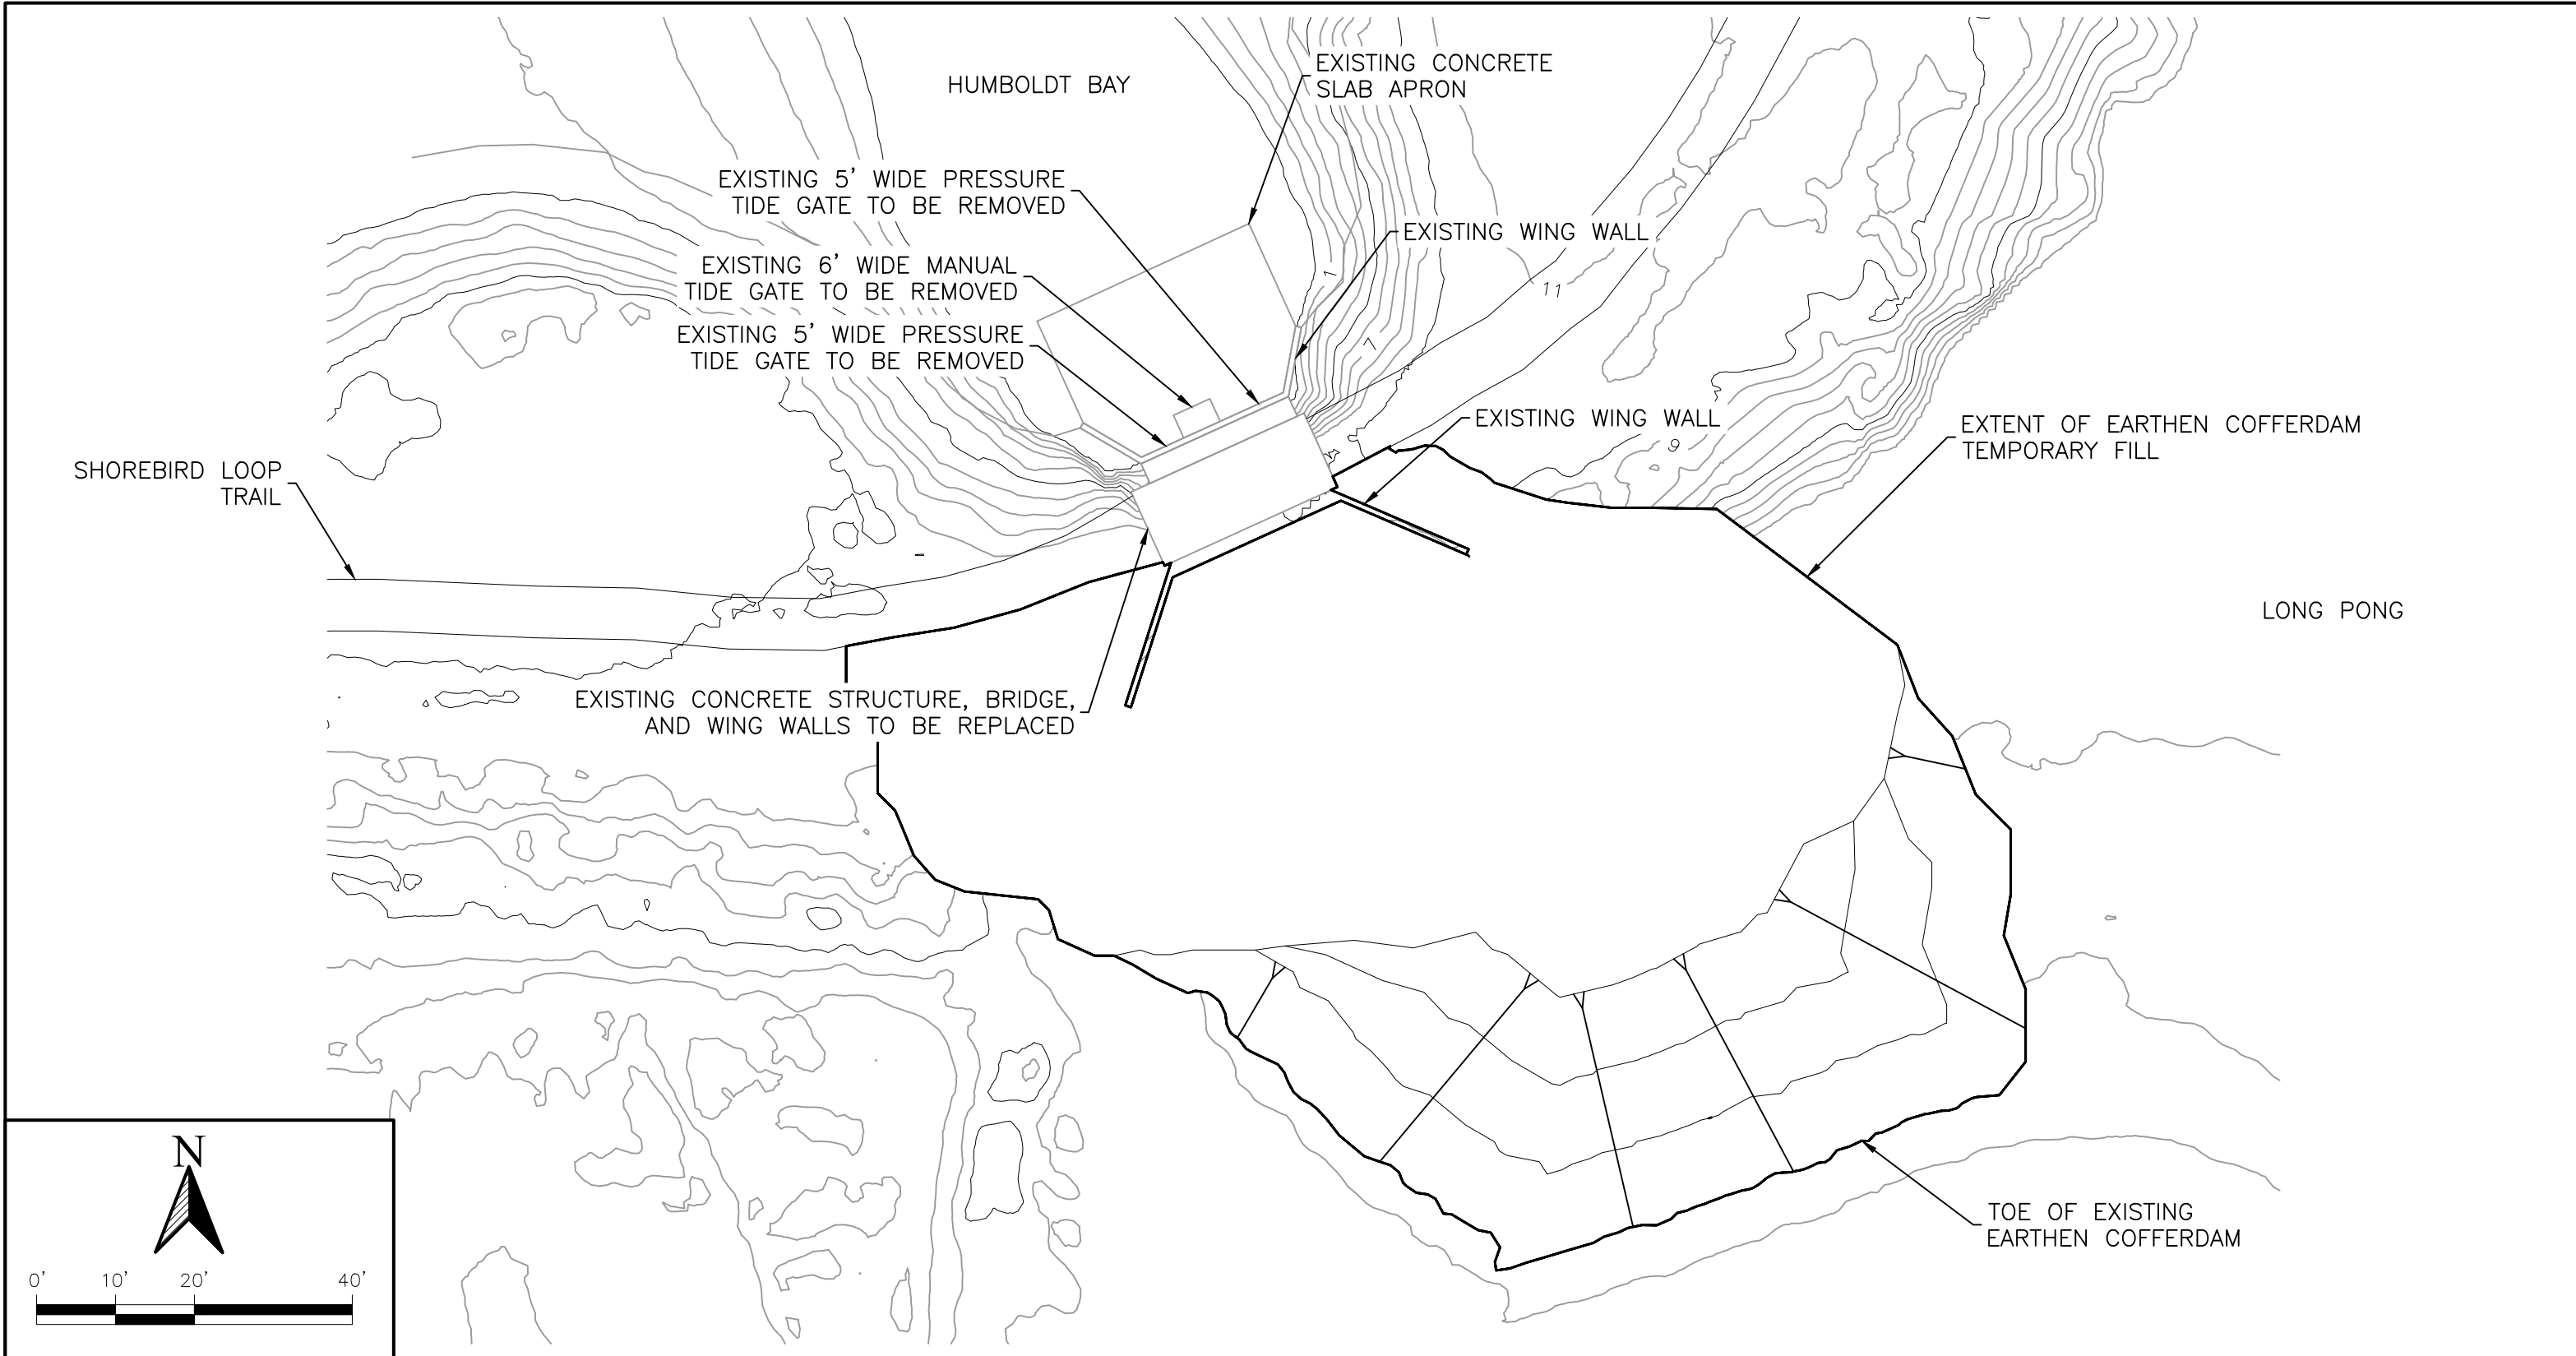 HUMBOLDT BAY
EXISTING CONCRETE
SLAB APRON
EXISTING 5' WIDE PRESSURE
TIDE GATE TO BE REMOVED
EXISTING WING WALL
EXISTING 6' WIDE MANUAL
TIDE GATE TO BE REMOVED
1
11
EXISTING 5' WIDE PRESSURE
TIDE GATE TO BE REMOVED
7
EXISTING WING WALL
9
EXTENT OF EARTHEN COFFERDAM
TEMPORARY FILL
SHOREBIRD LOOP
TRAIL
LONG PONG
EXISTING CONCRETE STRUCTURE, BRIDGE,
AND WING WALLS TO BE REPLACED
TOE OF EXISTING
EARTHEN COFFERDAM
N
0' 10' 20' 40'